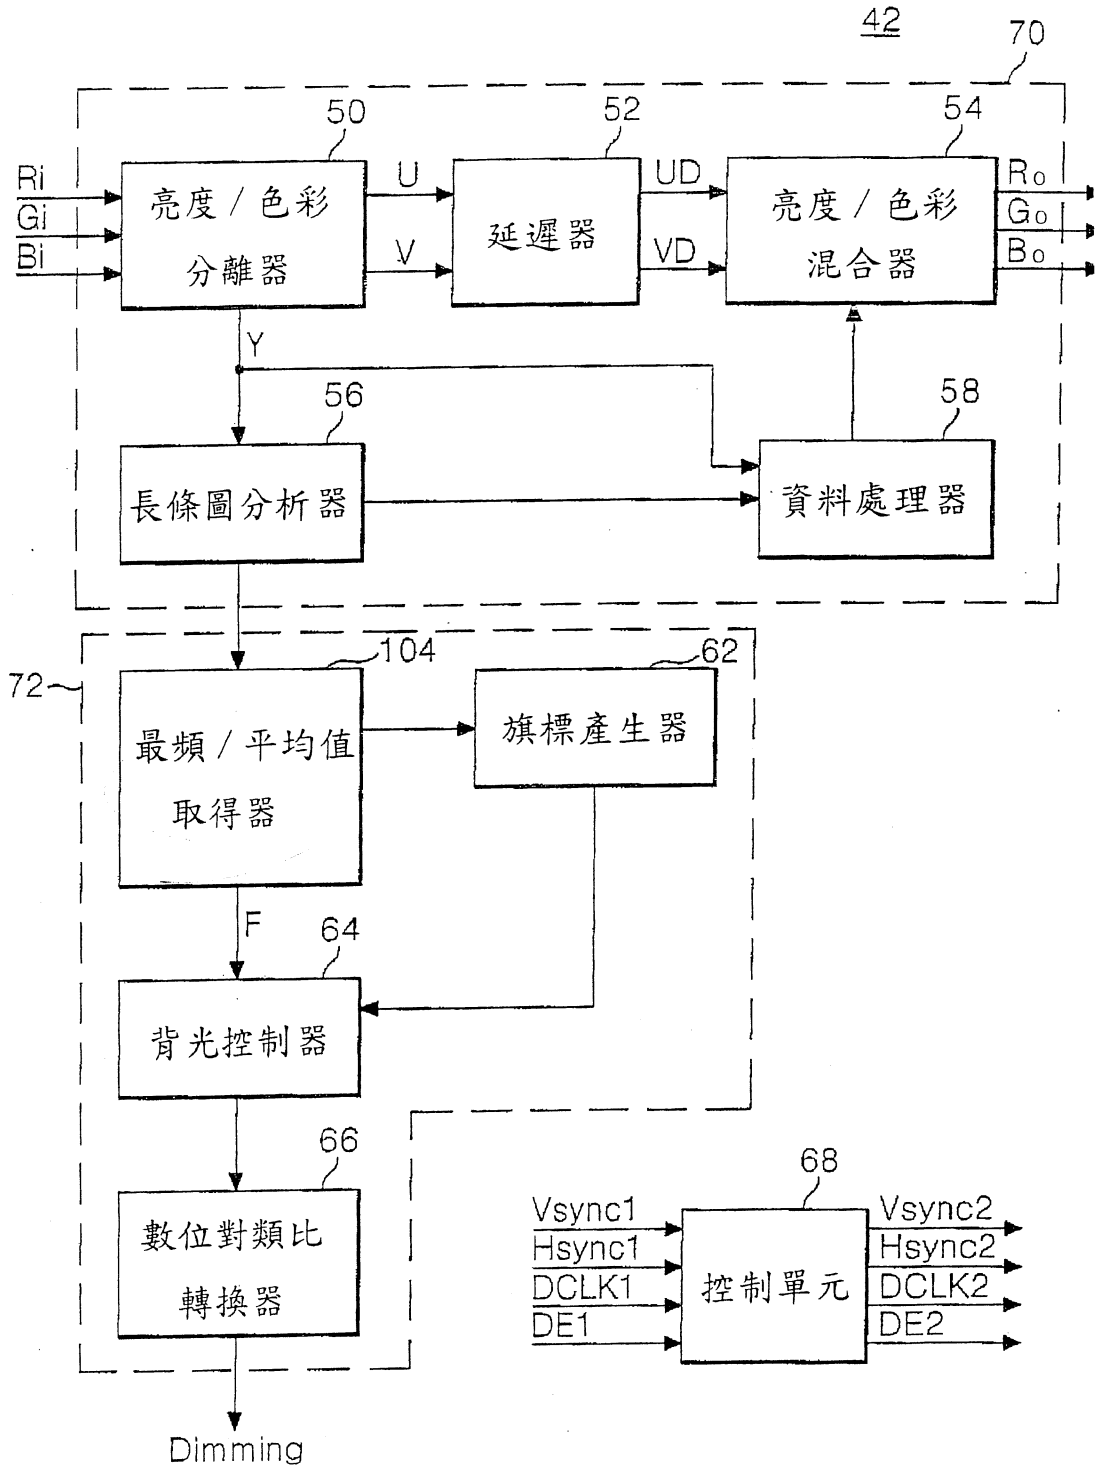 42
70
50
52
54
Ri
Gi
Bi
亮度/色彩
分離器
U
V
延遲器
UD
VD
亮度/色彩
混合器
Ro
Go
Bo
Y
56
58
長條圖分析器
資料處理器
72
104
62
最頻/平均值
取得器
旗標產生器
F
64
背光控制器
66
數位對類比
轉換器
Dimming
68
Vsync1
Hsync1
DCLK1
DE1
控制單元
Vsync2
Hsync2
DCLK2
DE2